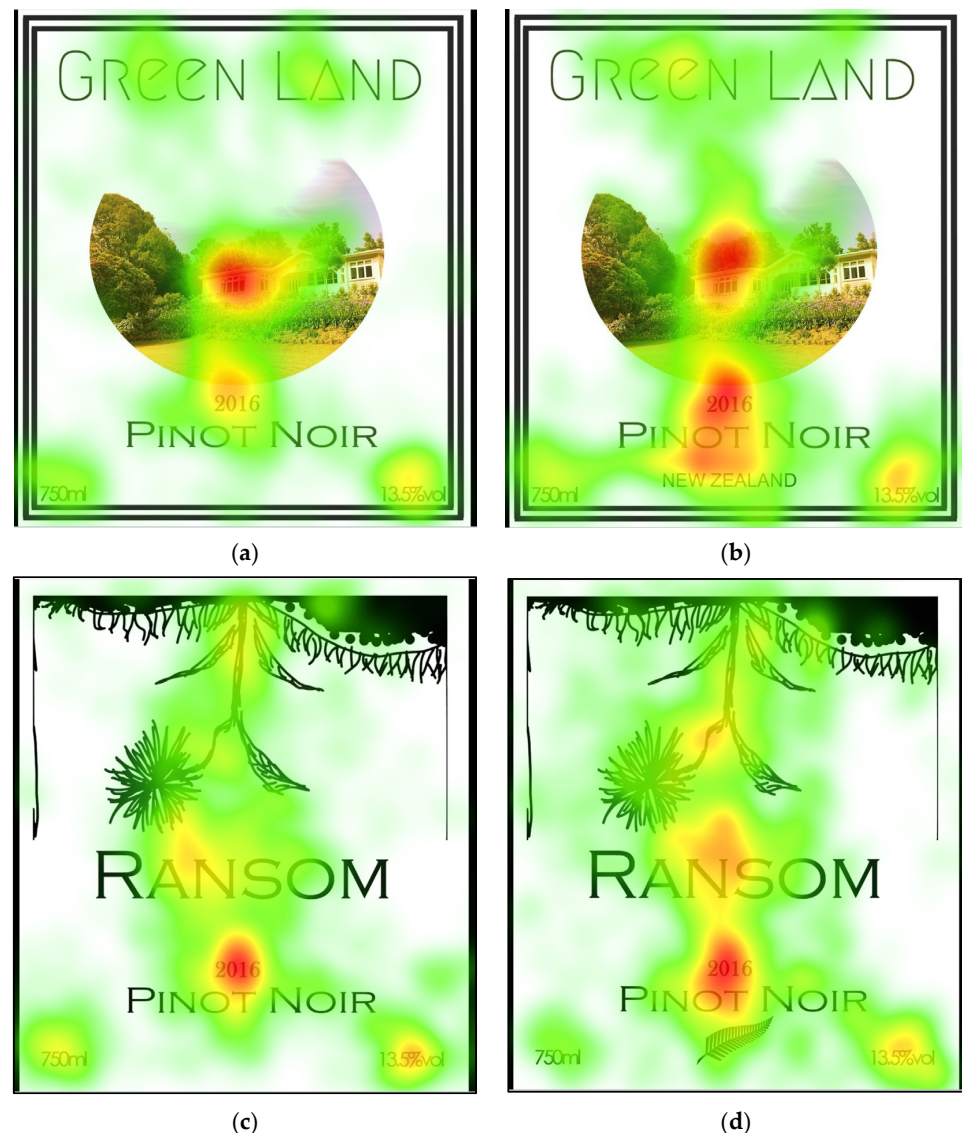 GREEN LAND
2016
PINOT NOIR
750ml
13.5%vol
(a)
GREEN LAND
2016
PINOT NOIR
NEW ZEALAND
750ml
13.5%vol
(b)
RANSOM
2016
PINOT NOIR
750ml
13.5%vol
(c)
RANSOM
2016
PINOT NOIR
750ml
13.5%vol
(d)